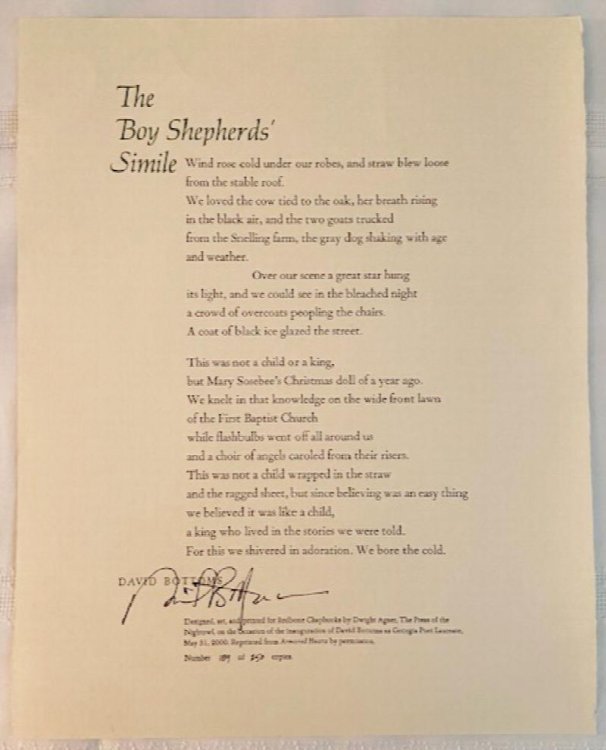 The
Boy Shepherds'
Simile
Wind rose cold under our robes, and straw blew loose
from the stable roof.
We loved the cow tied to the oak, her breath rising
in the black air, and the two goats trucked
from the Snelling farm, the gray dog shaking with age
and weather.
Over our scene a great star hung
its light, and we could see in the bleached night
a crowd of overcoats peopling the chairs.
A coat of black ice glazed the street.
This was not a child or a king,
but Mary Sosebee's Christmas doll of a year ago.
We knelt in that knowledge on the wide front lawn
of the First Baptist Church
while flashbulbs went off all around us
and a choir of angels caroled from their risers.
This was not a child wrapped in the straw
and the ragged sheet, but since believing was an easy thing
we believed it was like a child,
a king who lived in the stories we were told.
For this we shivered in adoration. We bore the cold.
DAVID BOTTOMS
David Bottoms
Designed, set, and printed for Redbone Chapbooks by Dwight Agner, The Press of the
Nightowl, on the occasion of the inauguration of David Bottoms as Georgia Poet Laureate,
May 31, 2000. Reprinted from Armored Hearts by permission.
Number of 250 copies